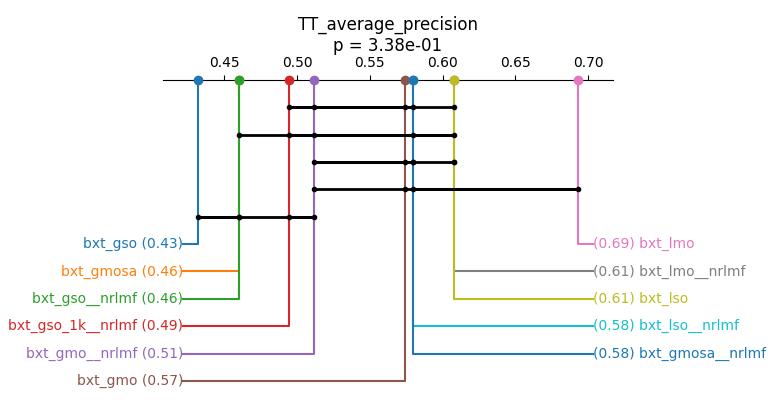 TT_average_precision
p = 3.38e-01
0.45 0.50 0.55 0.60 0.65 0.70
bxt_gso (0.43) (0.69) bxt_lmo
bxt_gmosa (0.46) (0.61) bxt_lmo__nrlmf
bxt_gso__nrlmf (0.46) (0.61) bxt_lso
bxt_gso_1k__nrlmf (0.49) (0.58) bxt_lso__nrlmf
bxt_gmo__nrlmf (0.51) (0.58) bxt_gmosa__nrlmf
bxt_gmo (0.57)